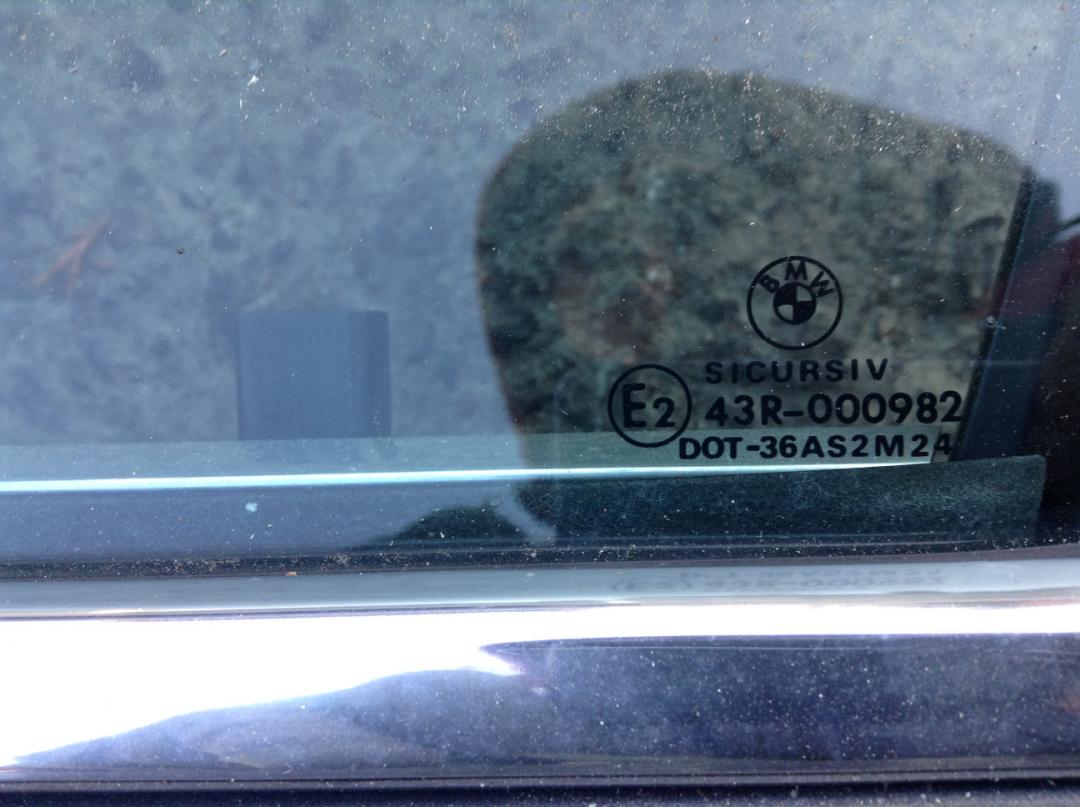 BMW
SICURSIV
E2 43R-000982
DOT-36AS2M24